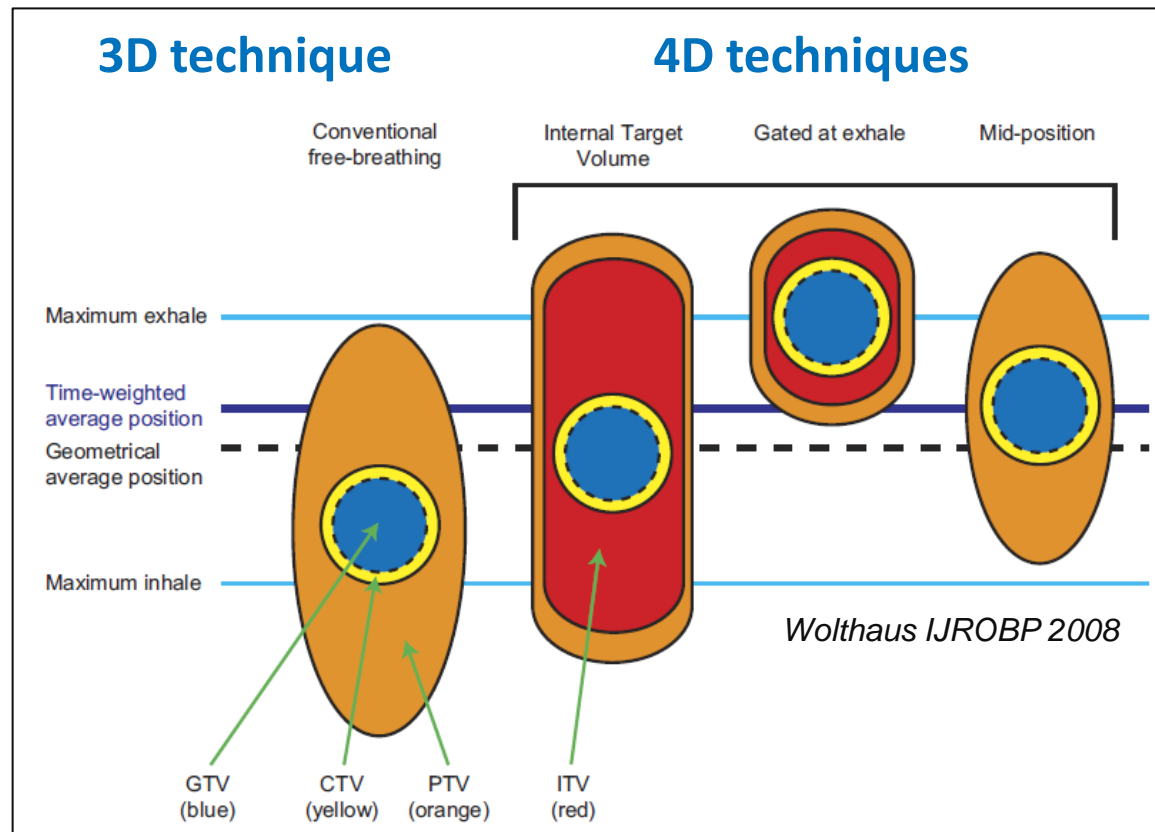 3D technique
4D techniques
Conventional
free-breathing
Internal Target
Volume
Gated at exhale
Mid-position
Maximum exhale
Time-weighted
average position
Geometrical
average position
Maximum inhale
Wolthaus IJROBP 2008
GTV
(blue)
CTV
(yellow)
PTV
(orange)
ITV
(red)